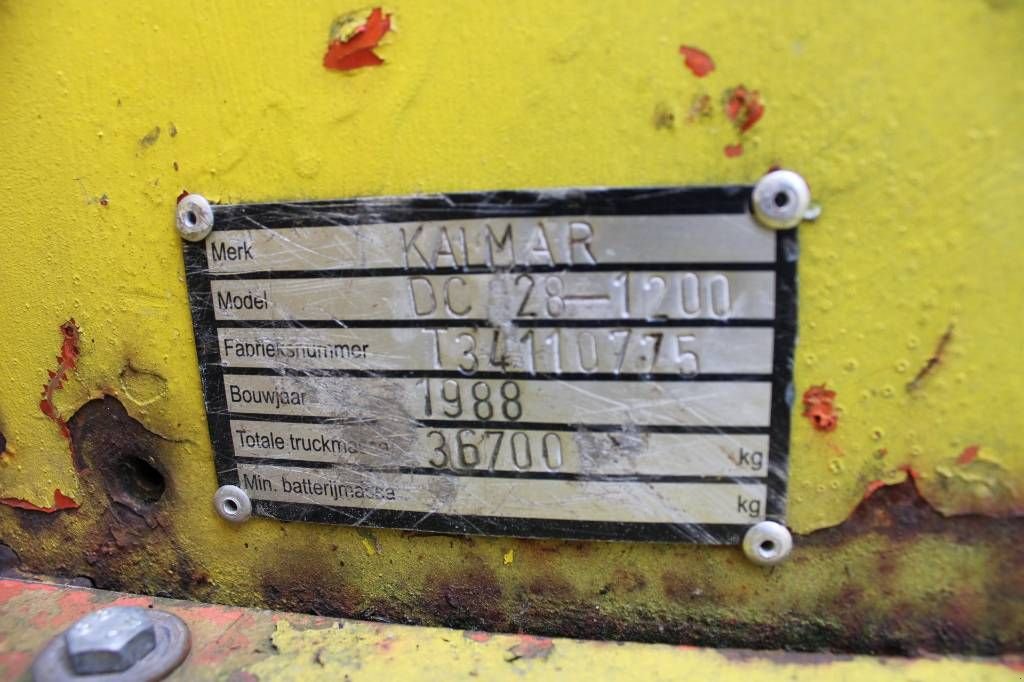 Merk KALMAR
Model DC 28-1200
Fabrieksnummer T34110775
Bouwjaar 1988
Totale truckmassa 36700 kg
Min. batterijmassa kg